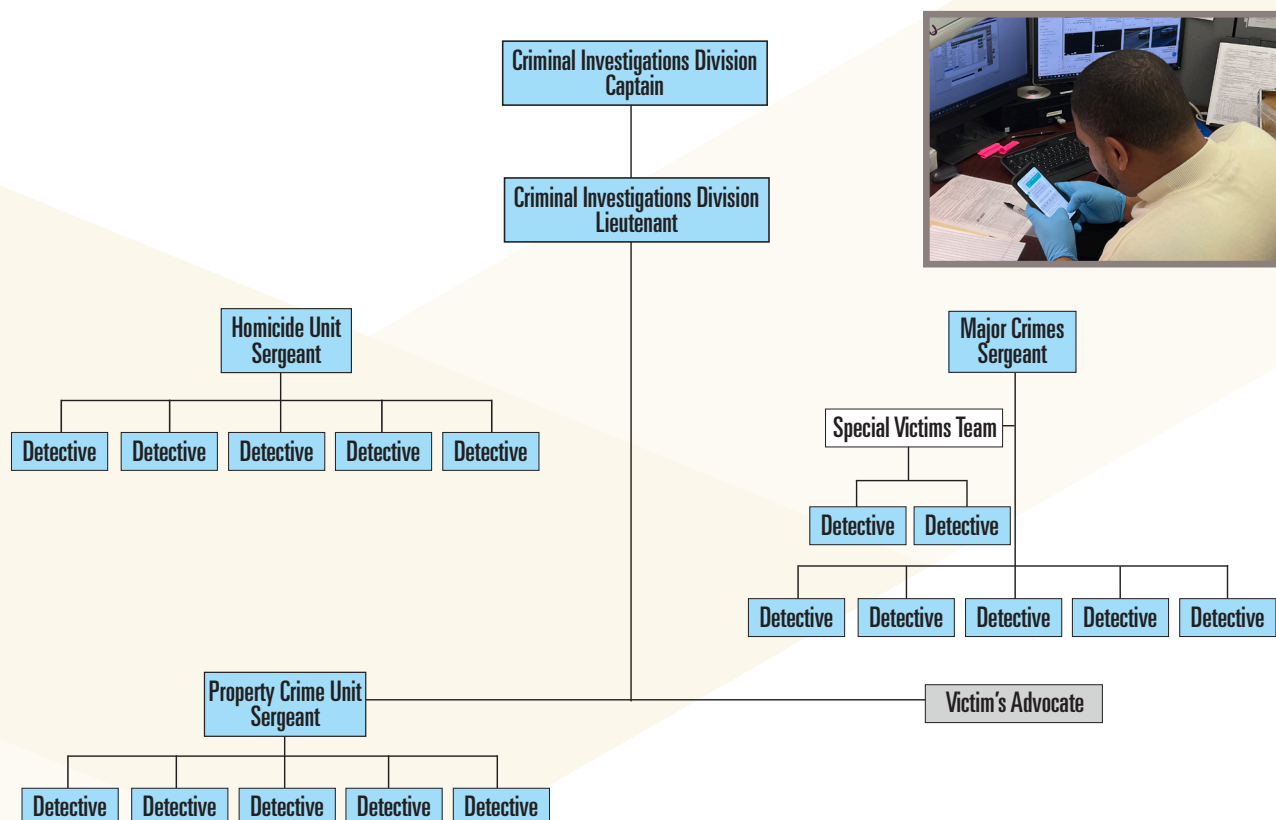 Criminal Investigations Division
Captain
Criminal Investigations Division
Lieutenant
Homicide Unit
Sergeant
Detective
Detective
Detective
Detective
Detective
Major Crimes
Sergeant
Special Victims Team
Detective
Detective
Detective
Detective
Detective
Detective
Detective
Property Crime Unit
Sergeant
Victim's Advocate
Detective
Detective
Detective
Detective
Detective